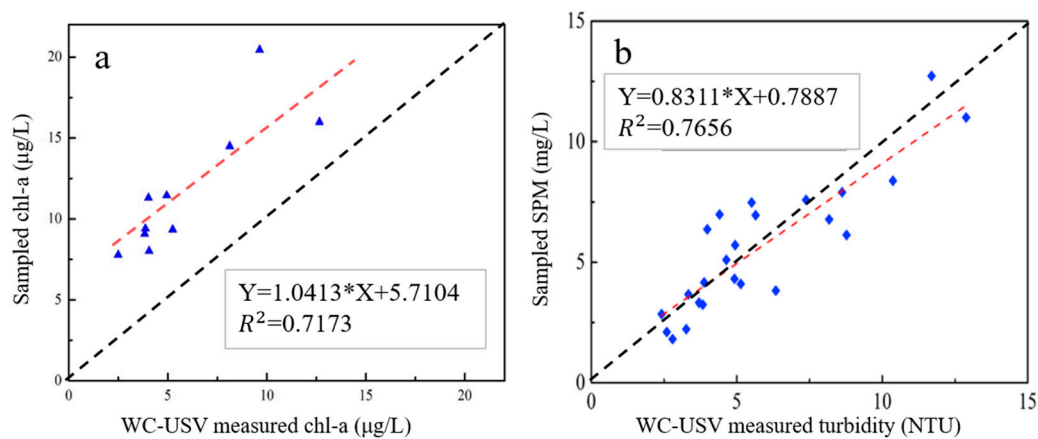 a
Sampled chl-a (μg/L)
20
15
10
5
0
Y=1.0413*X+5.7104
R²=0.7173
0 5 10 15 20
WC-USV measured chl-a (μg/L)
b
Sampled SPM (mg/L)
15
10
5
0
Y=0.8311*X+0.7887
R²=0.7656
0 5 10 15
WC-USV measured turbidity (NTU)